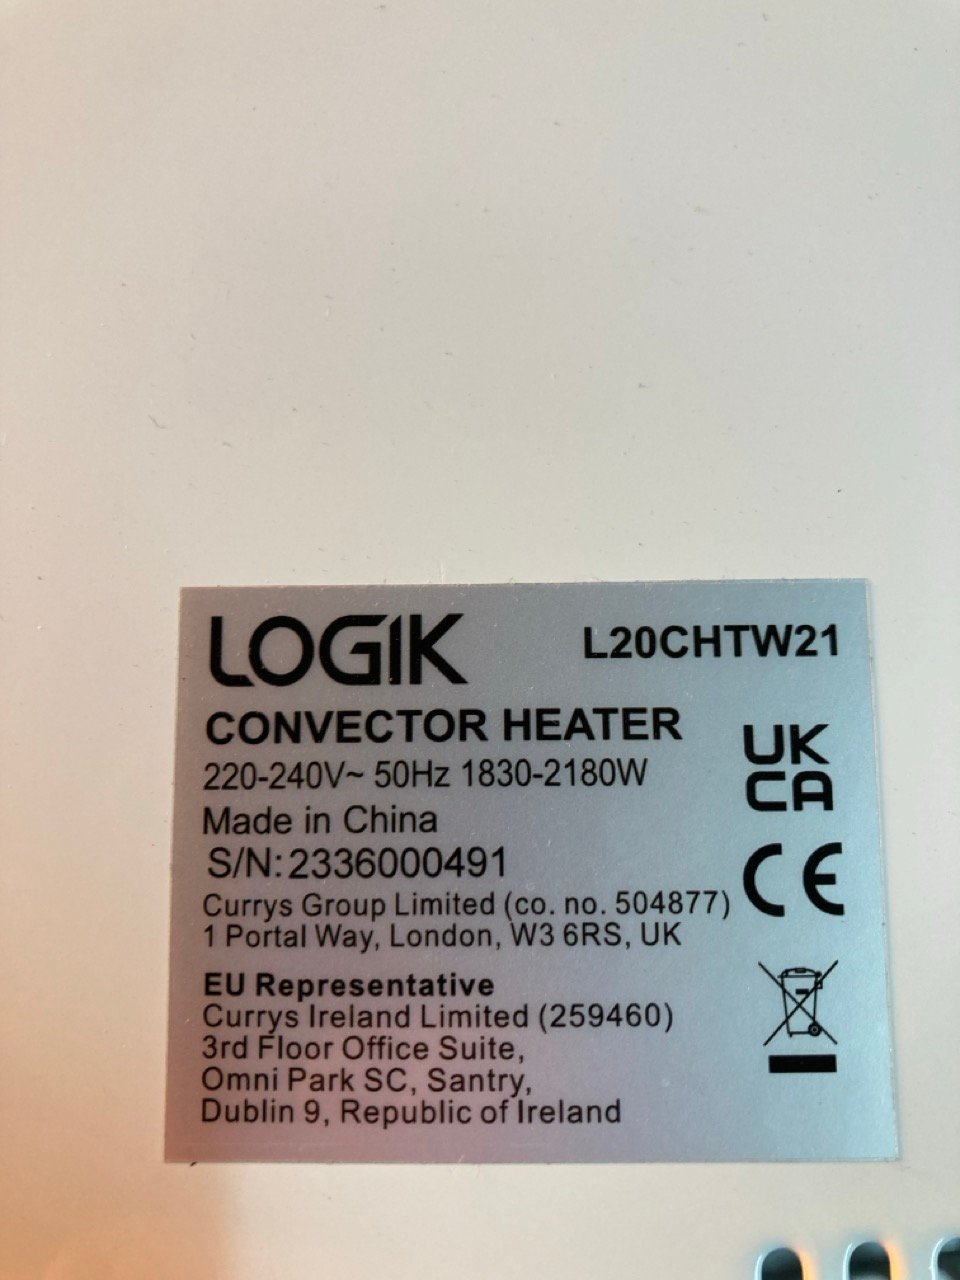 LOGIK
L20CHTW21
CONVECTOR HEATER
220-240V~ 50Hz 1830-2180W
Made in China
S/N: 2336000491
Currys Group Limited (co. no. 504877)
1 Portal Way, London, W3 6RS, UK
UK
CA
CE
EU Representative
Currys Ireland Limited (259460)
3rd Floor Office Suite,
Omni Park SC, Santry,
Dublin 9, Republic of Ireland